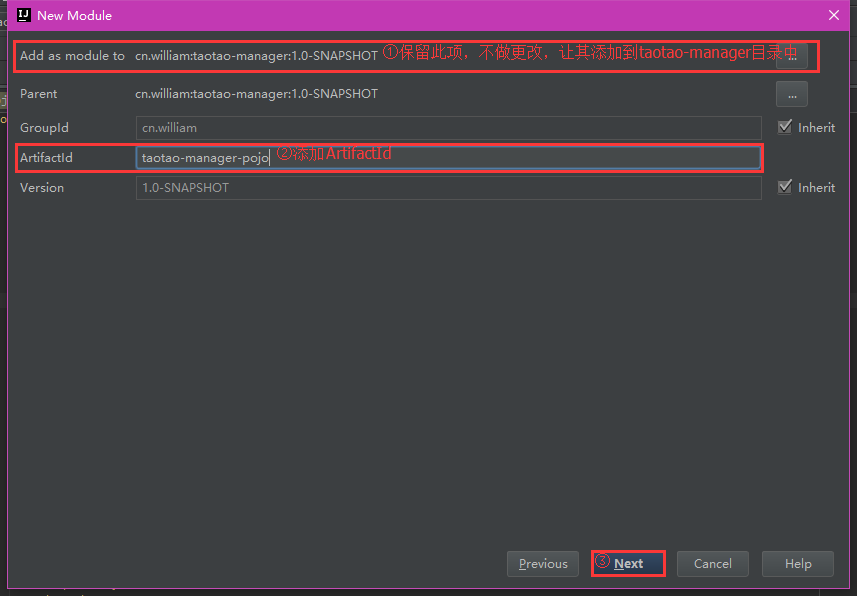 New Module
Add as module to cn.william:taotao-manager:1.0-SNAPSHOT ①保留此项，不做更改，让其添加到taotao-manager目录中 ...
Parent cn.william:taotao-manager:1.0-SNAPSHOT ...
GroupId cn.william Inherit
ArtifactId taotao-manager-pojo ②添加ArtifactId
Version 1.0-SNAPSHOT Inherit
Previous ③ Next Cancel Help